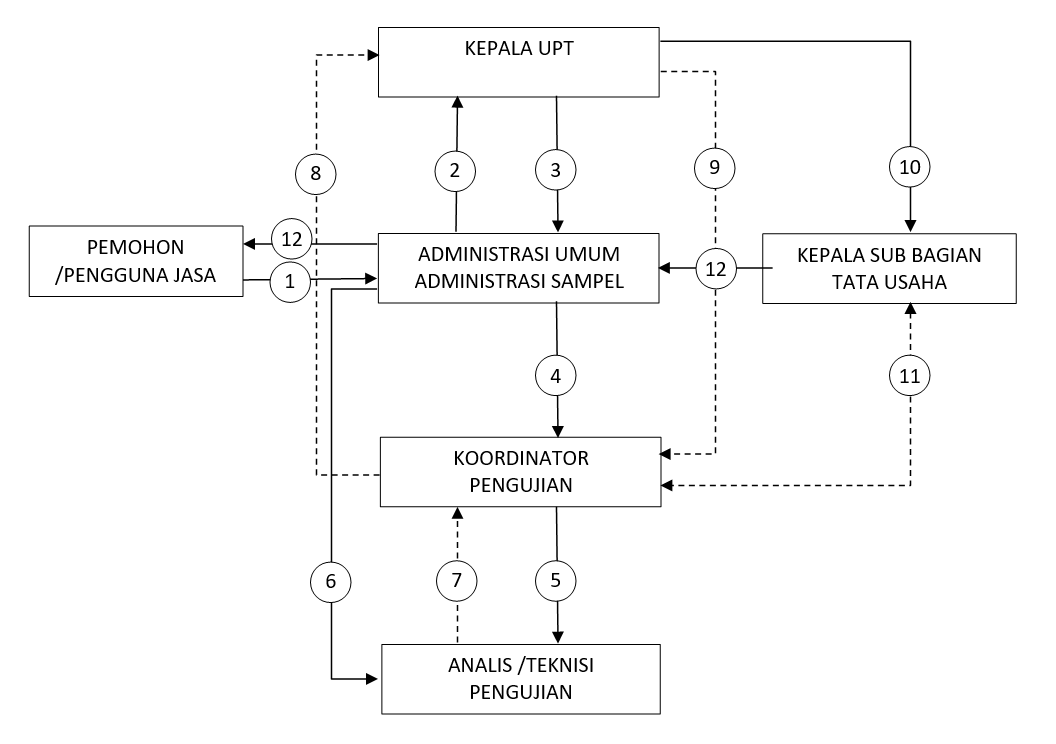 KEPALA UPT
8
2
3
9
10
PEMOHON
/PENGGUNA JASA
12
1
ADMINISTRASI UMUM
ADMINISTRASI SAMPEL
12
KEPALA SUB BAGIAN
TATA USAHA
4
11
KOORDINATOR
PENGUJIAN
6
7
5
ANALIS /TEKNISI
PENGUJIAN